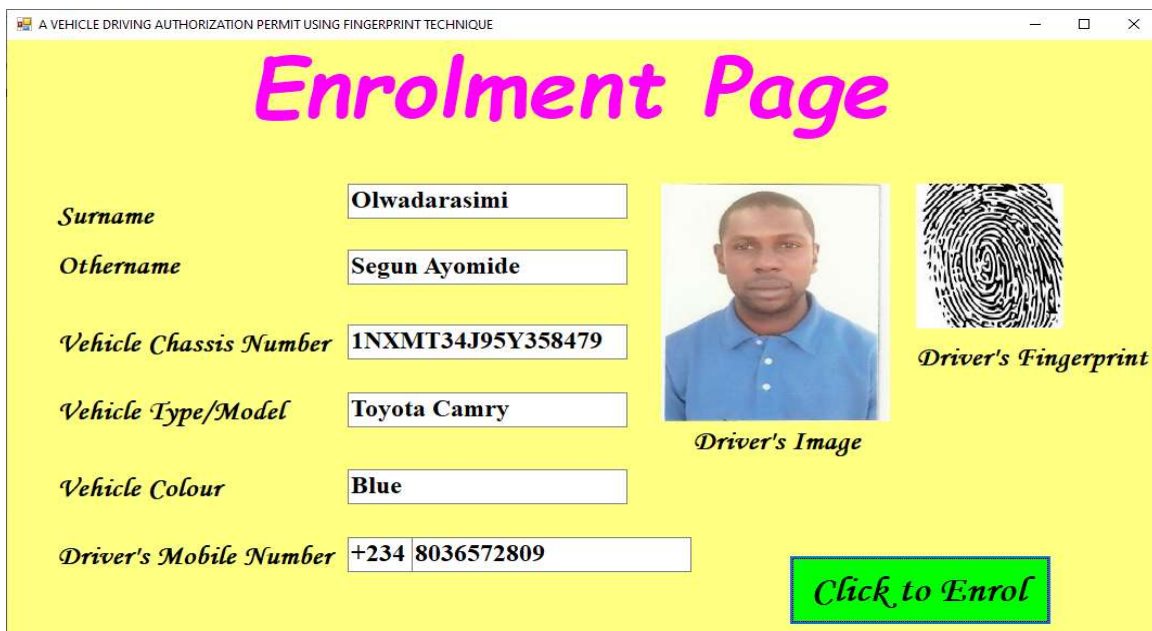 A VEHICLE DRIVING AUTHORIZATION PERMIT USING FINGERPRINT TECHNIQUE
Enrolment Page
Surname
Olwadarasimi
Othername
Segun Ayomide
Vehicle Chassis Number
1NXMT34J95Y358479
Vehicle Type/Model
Toyota Camry
Vehicle Colour
Blue
Driver's Mobile Number
+234 8036572809
Driver's Image
Driver's Fingerprint
Click to Enrol